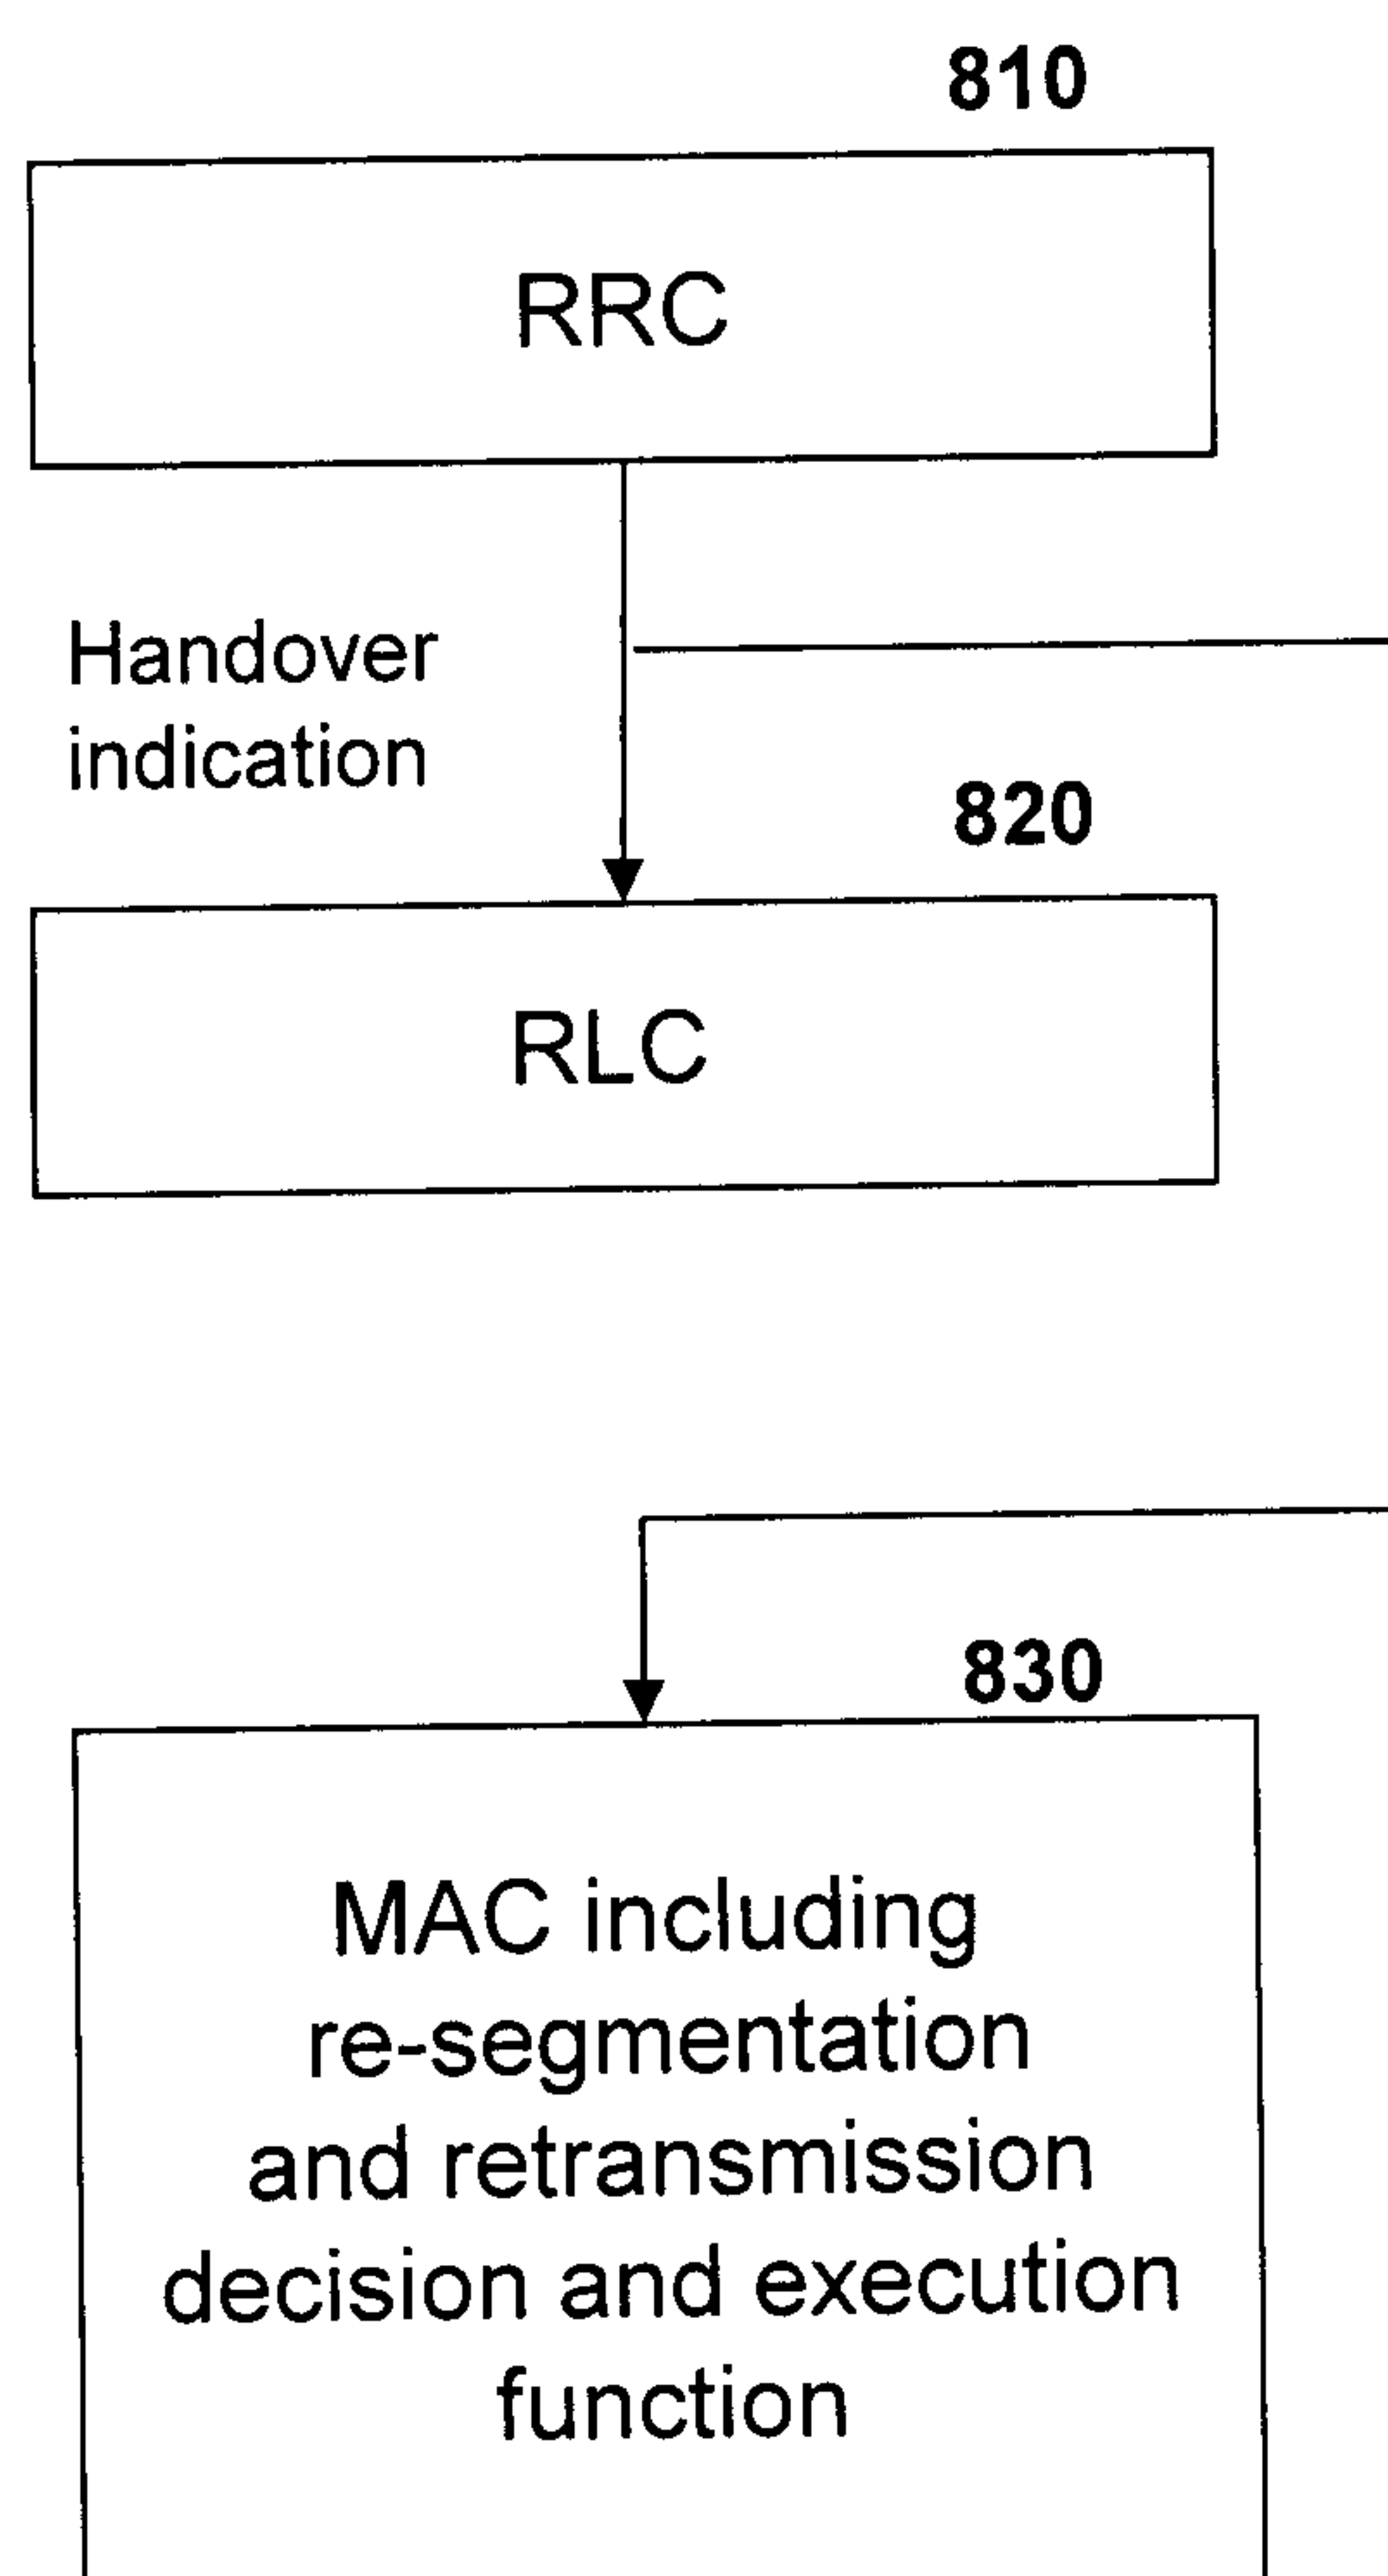 810
RRC
Handover
indication
820
RLC
830
MAC including
re-segmentation
and retransmission
decision and execution
function